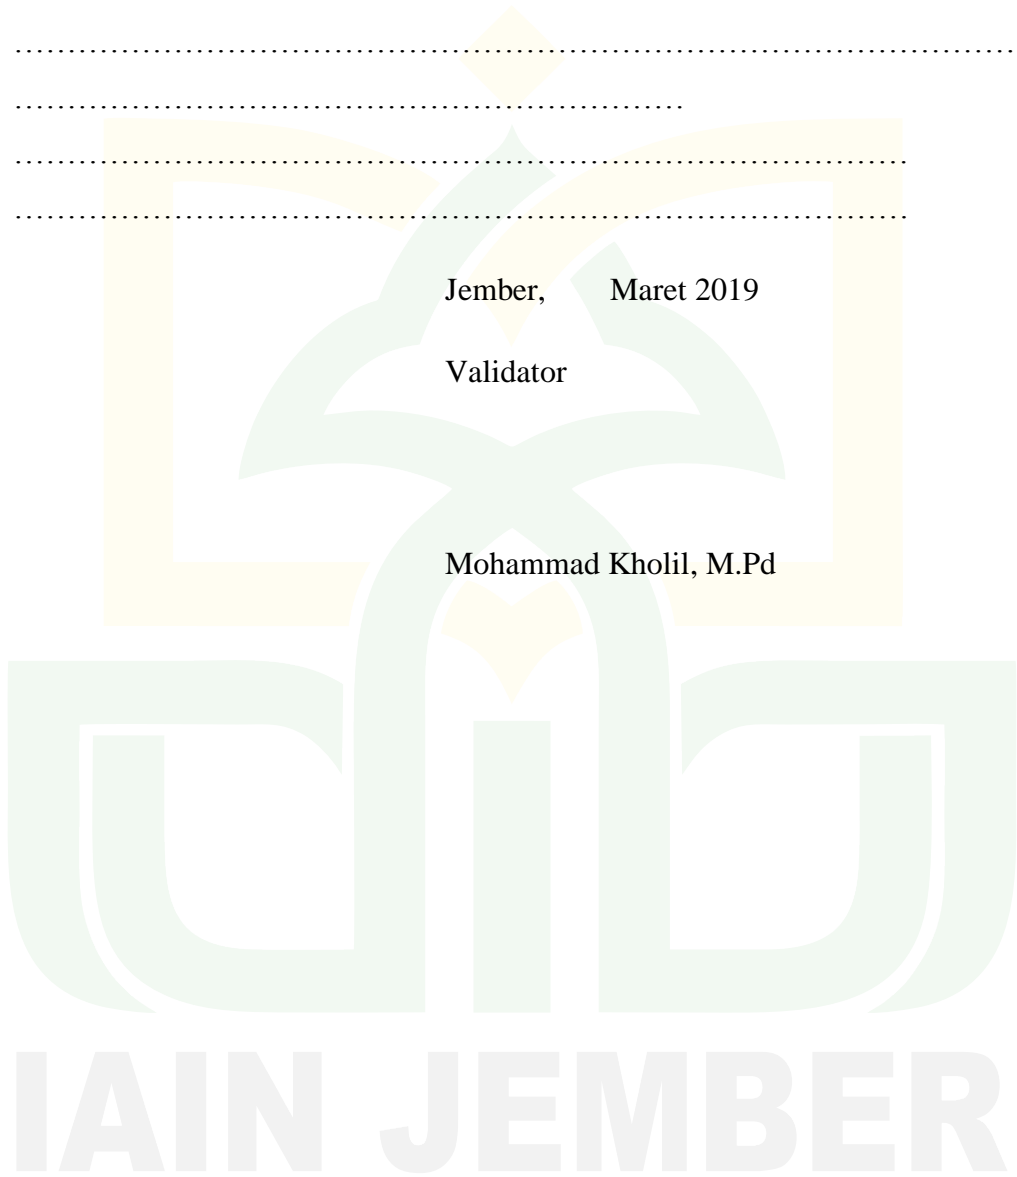 ……………………………………………………………………………………
………………………………………………………
…………………………………………………………………………
…………………………………………………………………………
Jember, Maret 2019
Validator
Mohammad Kholil, M.Pd
IAIN JEMBER